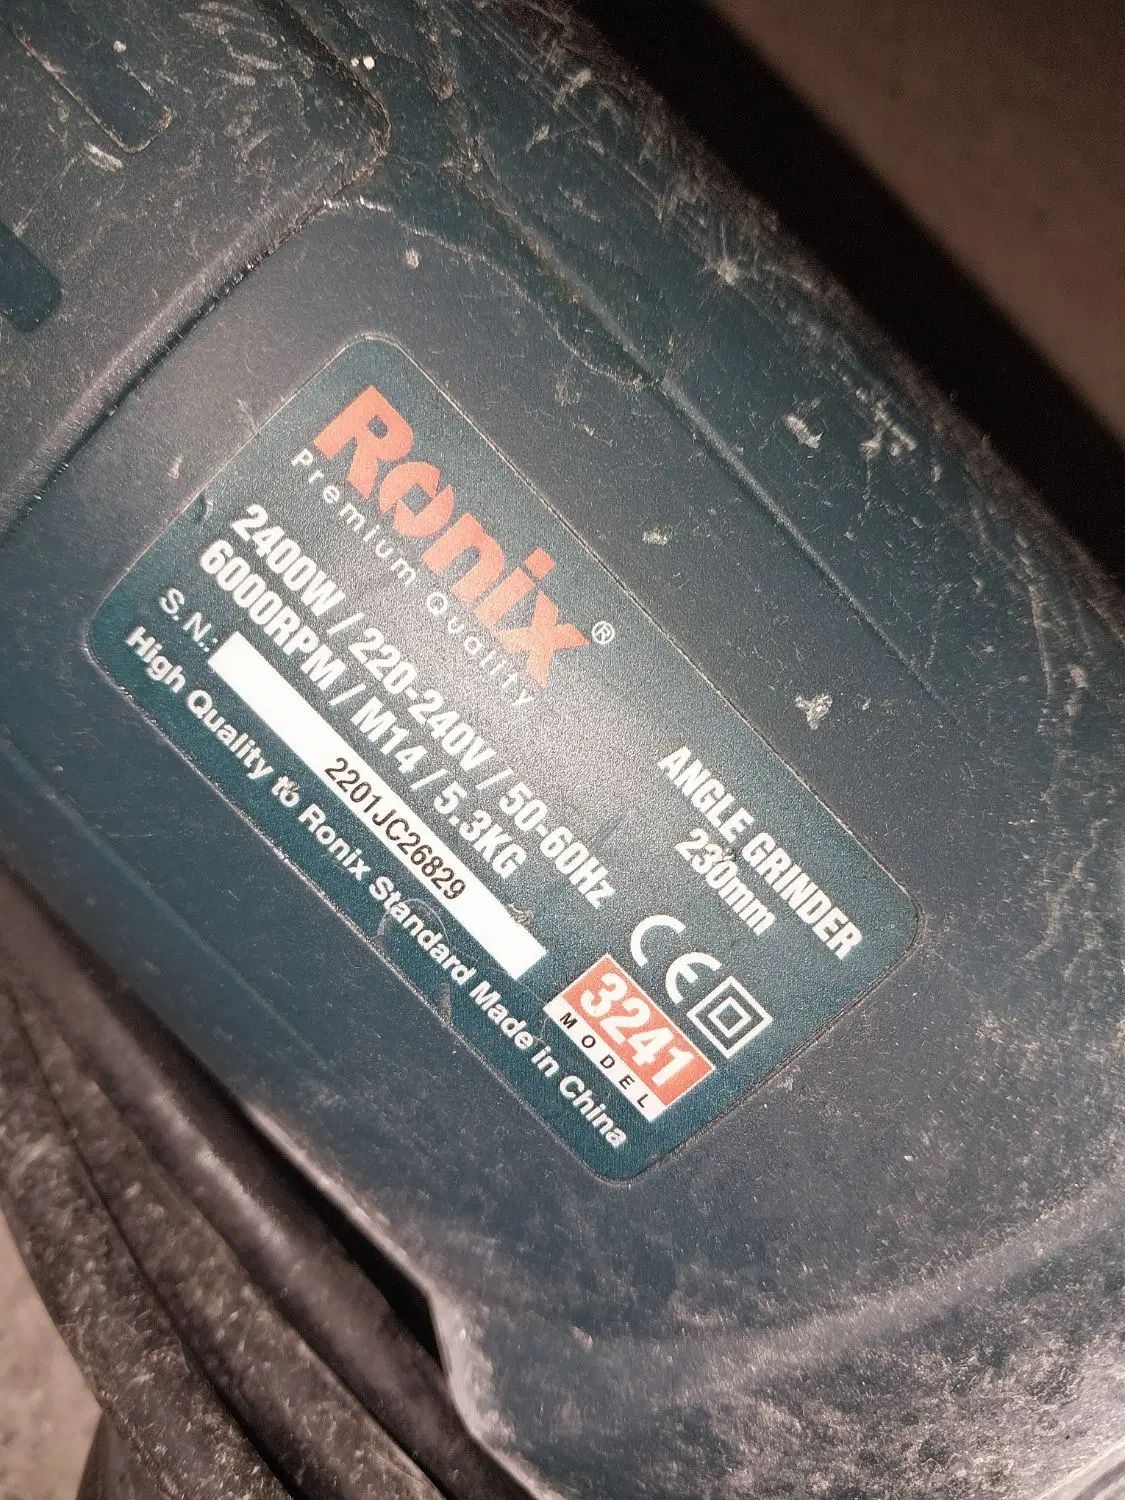 Ronix®
Premium Quality
ANGLE GRINDER
230mm
2400W / 220-240V / 50-60Hz
6000RPM / M14 / 5.3KG
CE
S.N.: 2201JC26829
3241
MODEL
High Quality to Ronix Standard Made in China